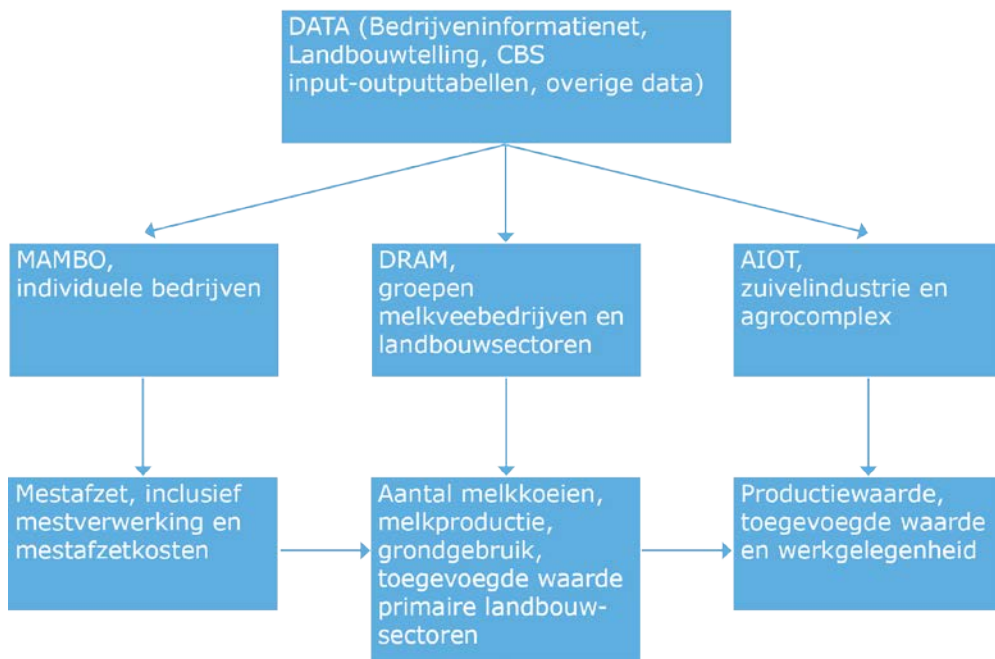 DATA (Bedrijveninformatienet,
Landbouwtelling, CBS
input-outputtabellen, overige data)
MAMBO,
individuele bedrijven
DRAM,
groepen
melkveebedrijven en
landbouwsectoren
AIOT,
zuivelindustrie en
agrocomplex
Mestafzet, inclusief
mestverwerking en
mestafzetkosten
Aantal melkkoeien,
melkproductie,
grondgebruik,
toegevoegde waarde
primaire landbouw-
sectoren
Productiewaarde,
toegevoegde waarde
en werkgelegenheid